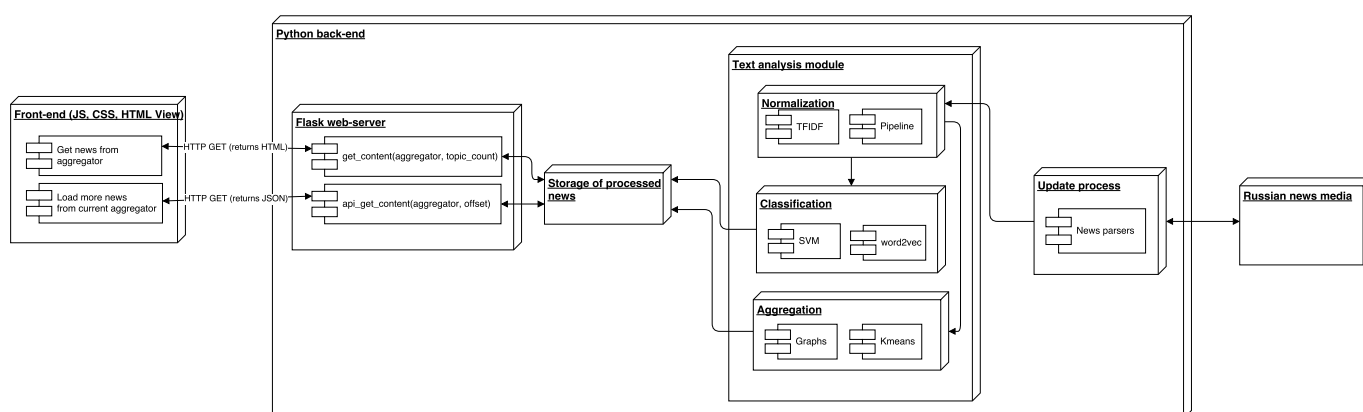 Python back-end
Front-end (JS, CSS, HTML View)
Get news from
aggregator
Load more news
from current aggregator
HTTP GET (returns HTML)
HTTP GET (returns JSON)
Flask web-server
get_content(aggregator, topic_count)
api_get_content(aggregator, offset)
Storage of processed
news
Text analysis module
Normalization
TFIDF
Pipeline
Classification
SVM
word2vec
Aggregation
Graphs
Kmeans
Update process
News parsers
Russian news media